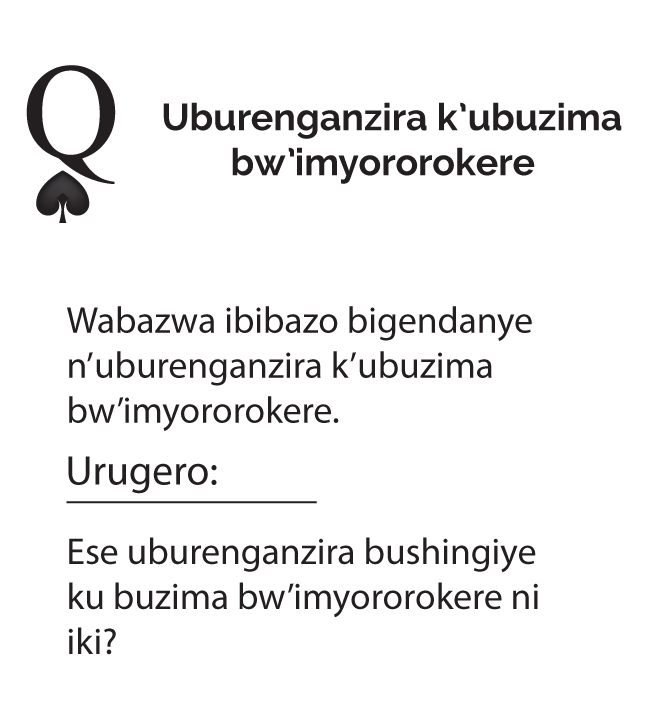 Q
Uburenganzira k'ubuzima
bw'imyororokere
Wabazwa ibibazo bigendanye
n'uburenganzira k'ubuzima
bw'imyororokere.
Urugero:
Ese uburenganzira bushingiye
ku buzima bw'imyororokere ni
iki?